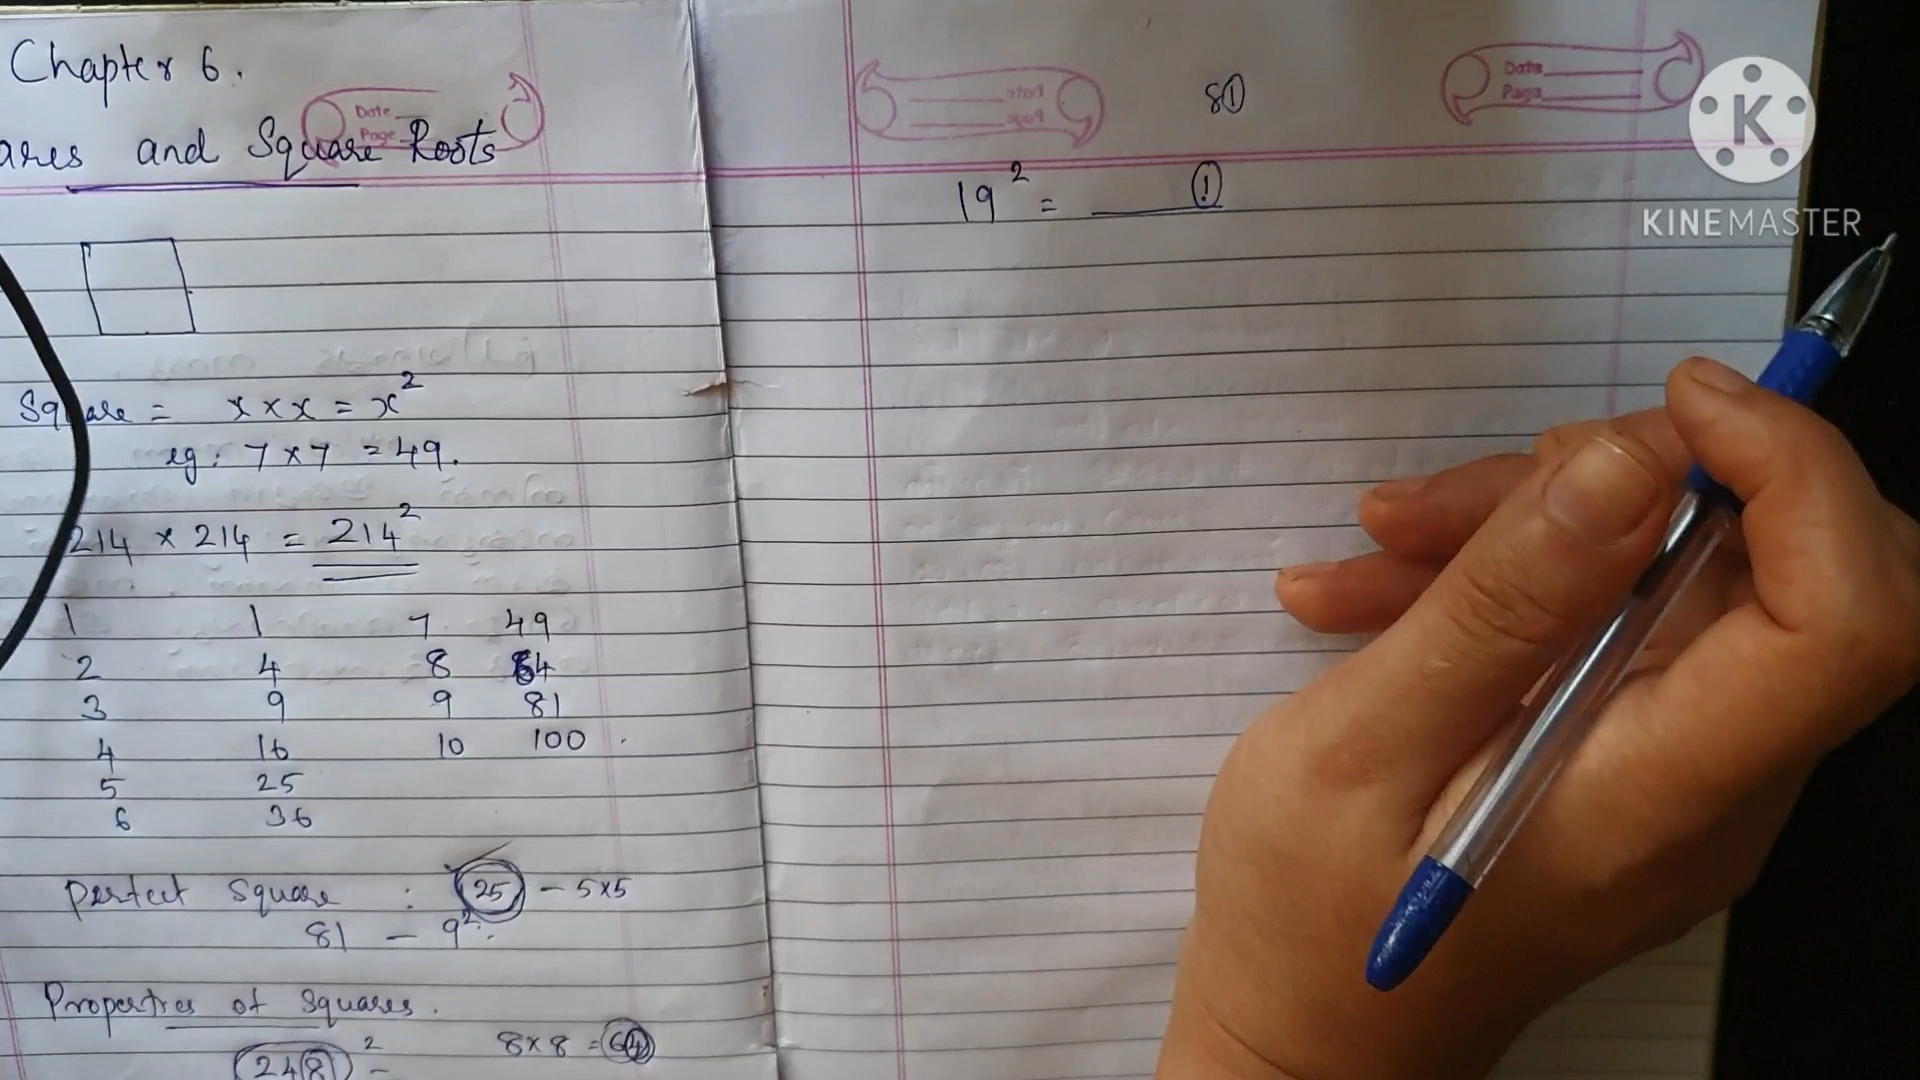 Chapter 6.
Date
Page
ares and Square Roots
Square = x × x = x²
eg: 7 × 7 = 49.
214 × 214 = 214²
1 1 7 49
2 4 8 64
3 9 9 81
4 16 10 100
5 25
6 36
Perfect Square : 25 - 5×5
81 - 9²
Properties of Squares.
248² - 8×8 = 64
81
Date
Page
19² = 1
K
KINEMASTER